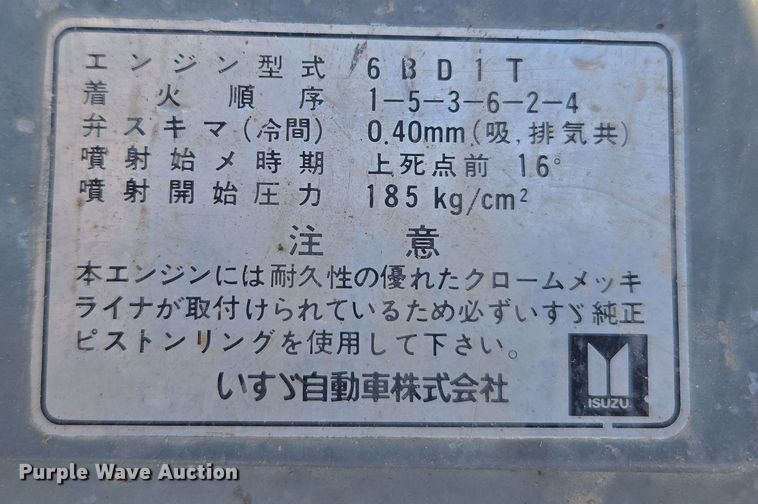 エンジン型式 6BD1T
着火順序 1-5-3-6-2-4
弁スキマ(冷間) 0.40mm(吸,排気共)
噴射始メ時期 上死点前 16°
噴射開始圧力 185 kg/cm²
注意
本エンジンには耐久性の優れたクロームメッキ
ライナが取付けられているため必ずいすゞ純正
ピストンリングを使用して下さい。
いすゞ自動車株式会社
ISUZU
Purple Wave Auction